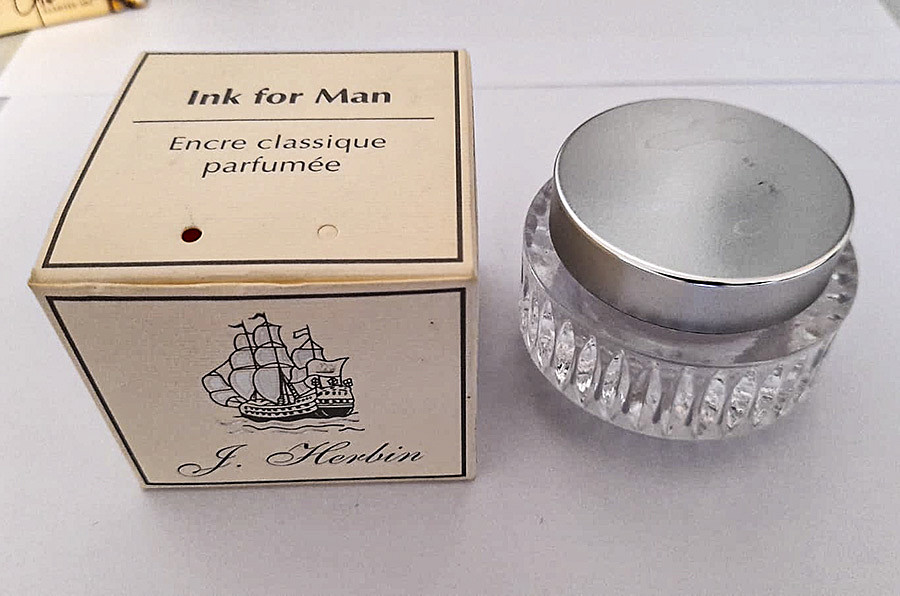 Ink for Man
Encre classique
parfumée
J. Herbin